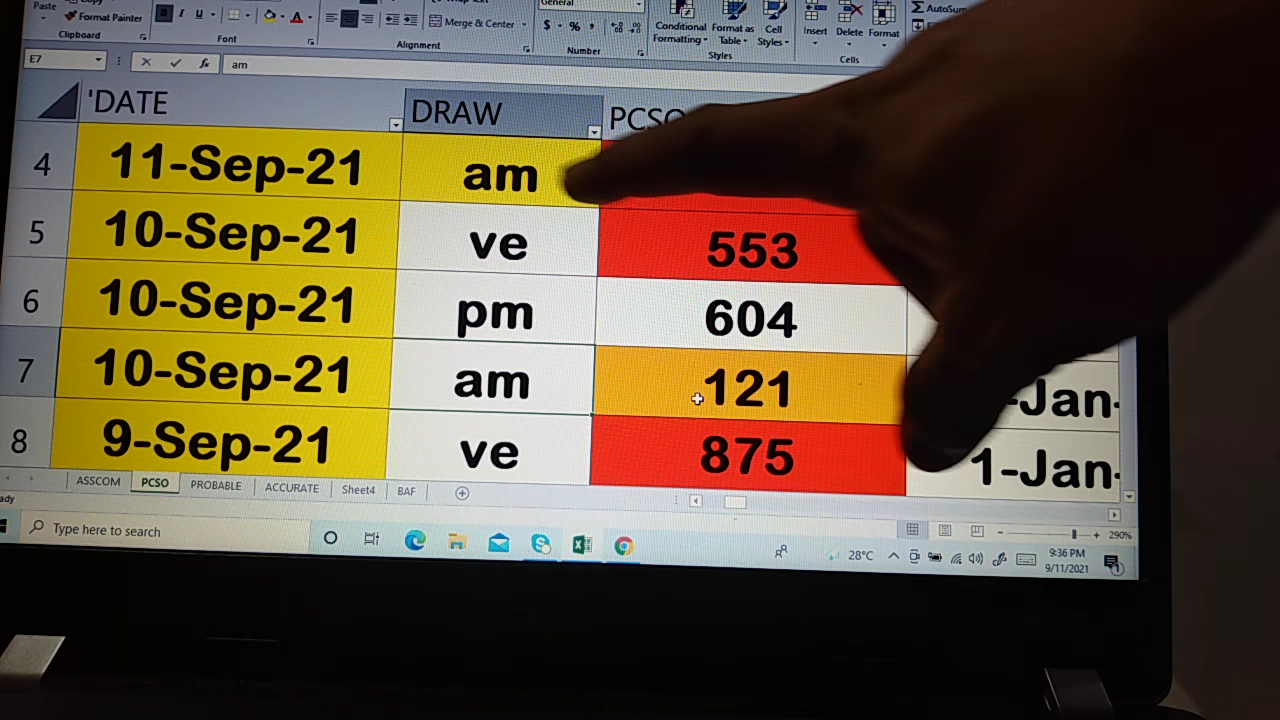 Paste
Format Painter
Clipboard
Font
Alignment
Merge & Center
General
$ % ,
Number
Conditional Formatting
Format as Table
Cell Styles
Styles
Insert Delete Format
Cells
AutoSum
E7
fx am
'DATE DRAW PCSO
4 11-Sep-21 am
5 10-Sep-21 ve 553
6 10-Sep-21 pm 604
7 10-Sep-21 am 121 -Jan-
8 9-Sep-21 ve 875 1-Jan-
ASSCOM PCSO PROBABLE ACCURATE Sheet4 BAF
290%
Type here to search
28°C
9:36 PM
9/11/2021